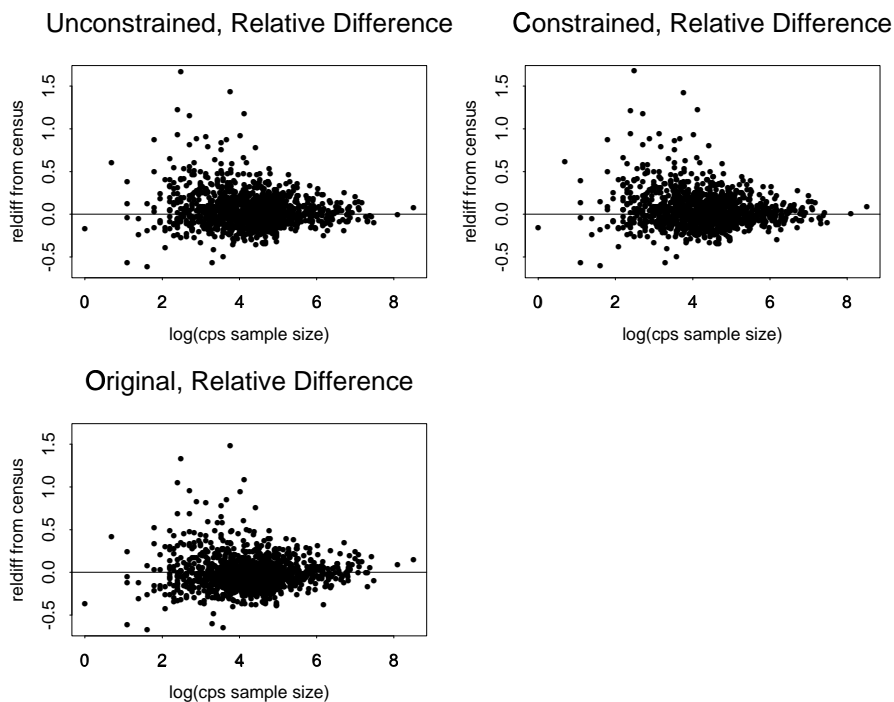 Unconstrained, Relative Difference
reldiff from census
1.5
1.0
0.5
0.0
-0.5
0 2 4 6 8
log(cps sample size)
Constrained, Relative Difference
reldiff from census
1.5
1.0
0.5
0.0
-0.5
0 2 4 6 8
log(cps sample size)
Original, Relative Difference
reldiff from census
1.5
1.0
0.5
0.0
-0.5
0 2 4 6 8
log(cps sample size)